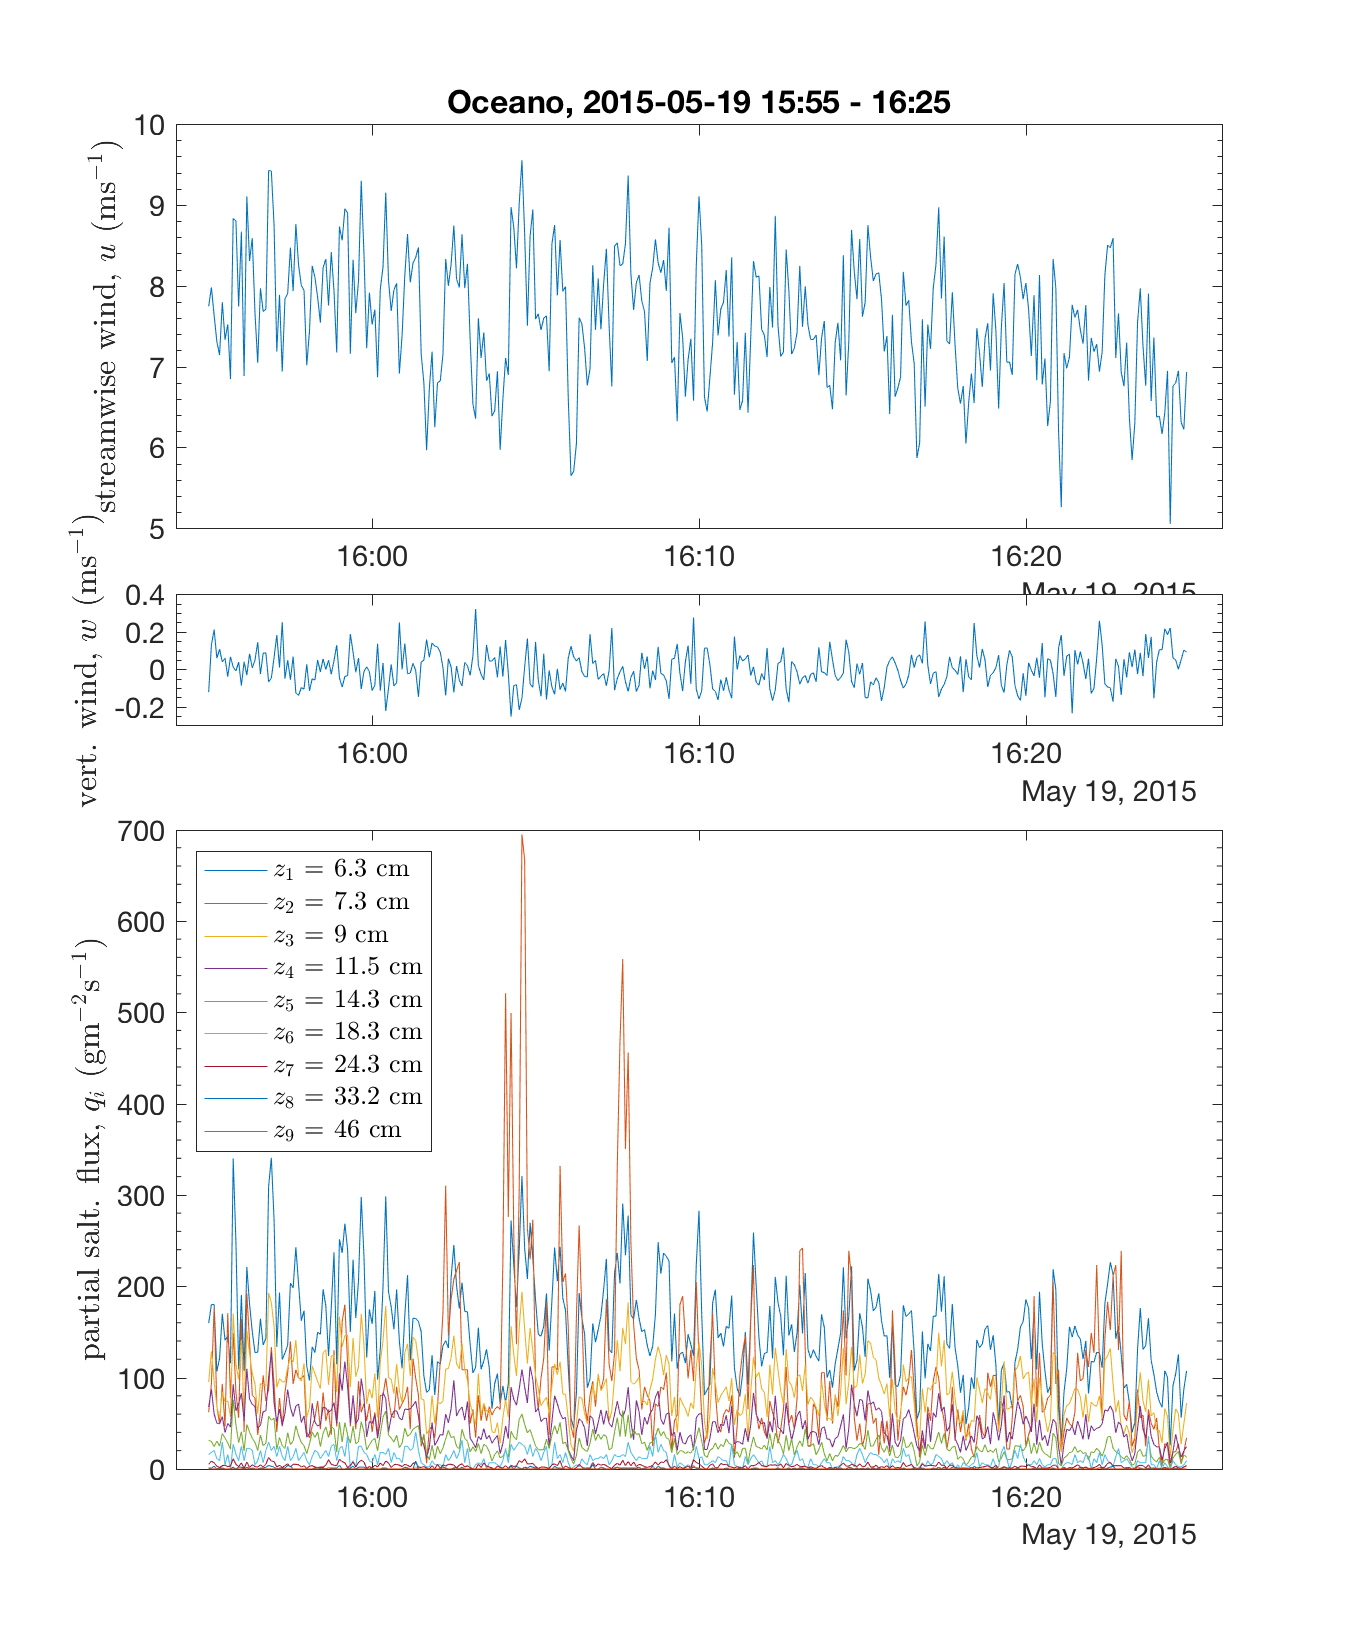 Oceano, 2015-05-19 15:55 - 16:25
streamwise wind, u (ms⁻¹)
10
9
8
7
6
5
16:00 16:10 16:20
May 19, 2015
vert. wind, w (ms⁻¹)
0.4
0.2
0
-0.2
16:00 16:10 16:20
May 19, 2015
partial salt. flux, qᵢ (gm⁻²s⁻¹)
700
600
500
400
300
200
100
0
z₁ = 6.3 cm
z₂ = 7.3 cm
z₃ = 9 cm
z₄ = 11.5 cm
z₅ = 14.3 cm
z₆ = 18.3 cm
z₇ = 24.3 cm
z₈ = 33.2 cm
z₉ = 46 cm
16:00 16:10 16:20
May 19, 2015